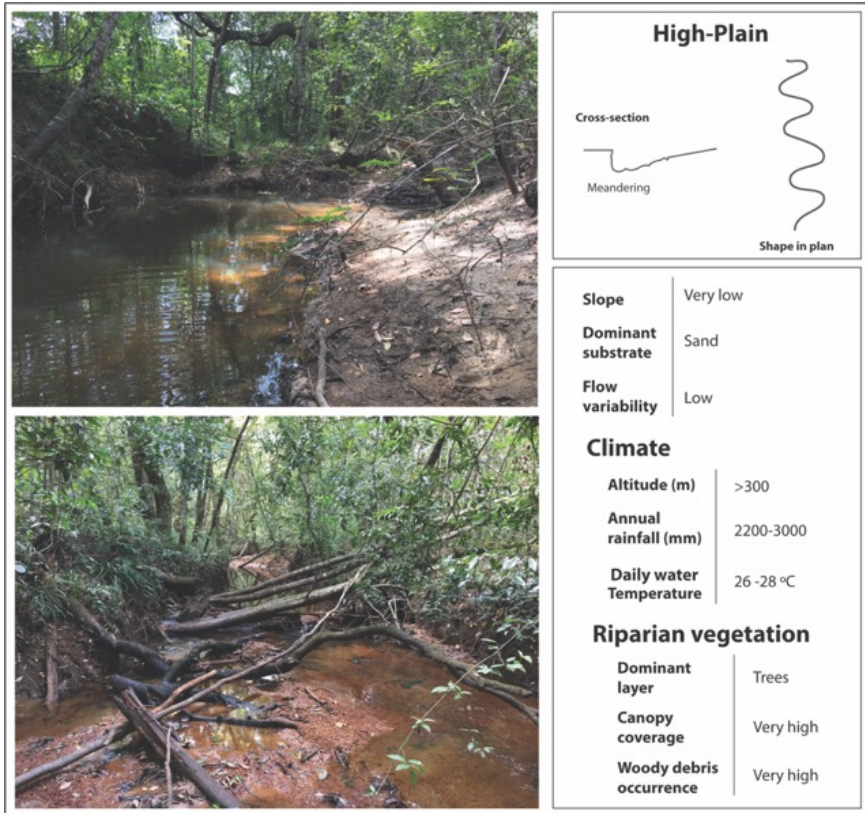 High-Plain
Cross-section
Meandering
Shape in plan
Slope
Very low
Dominant
substrate
Sand
Flow
variability
Low
Climate
Altitude (m)
>300
Annual
rainfall (mm)
2200-3000
Daily water
Temperature
26 -28 ºC
Riparian vegetation
Dominant
layer
Trees
Canopy
coverage
Very high
Woody debris
occurrence
Very high